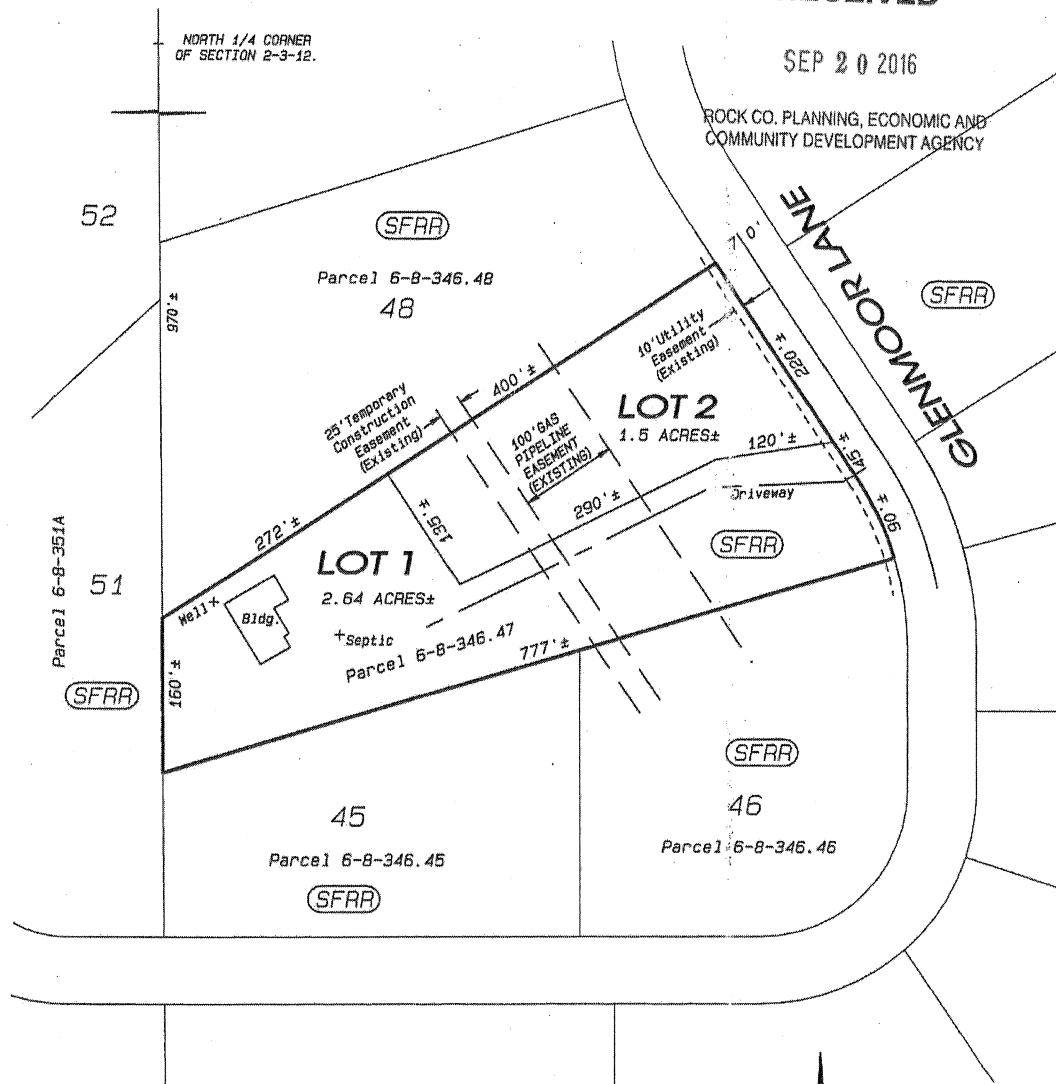 NORTH 1/4 CORNER
OF SECTION 2-3-12.
SEP 20 2016
ROCK CO. PLANNING, ECONOMIC AND
COMMUNITY DEVELOPMENT AGENCY
52
SFRR
Parcel 6-8-346.48
48
970'±
GLENMOOR LANE
0'
SFRR
10'Utility
Easement
(Existing)
220'±
25'Temporary
Construction
Easement
(Existing)
400'±
100'GAS
PIPELINE
EASEMENT
(EXISTING)
LOT 2
1.5 ACRES±
120'±
45'±
Driveway
90'±
290'±
135'±
272'±
SFRR
LOT 1
2.64 ACRES±
Parcel 6-8-351A
51
Well+
Bldg.
+Septic
Parcel 6-8-346.47
777'±
160'±
SFRR
SFRR
45
Parcel 6-8-346.45
SFRR
46
Parcel 6-8-346.46